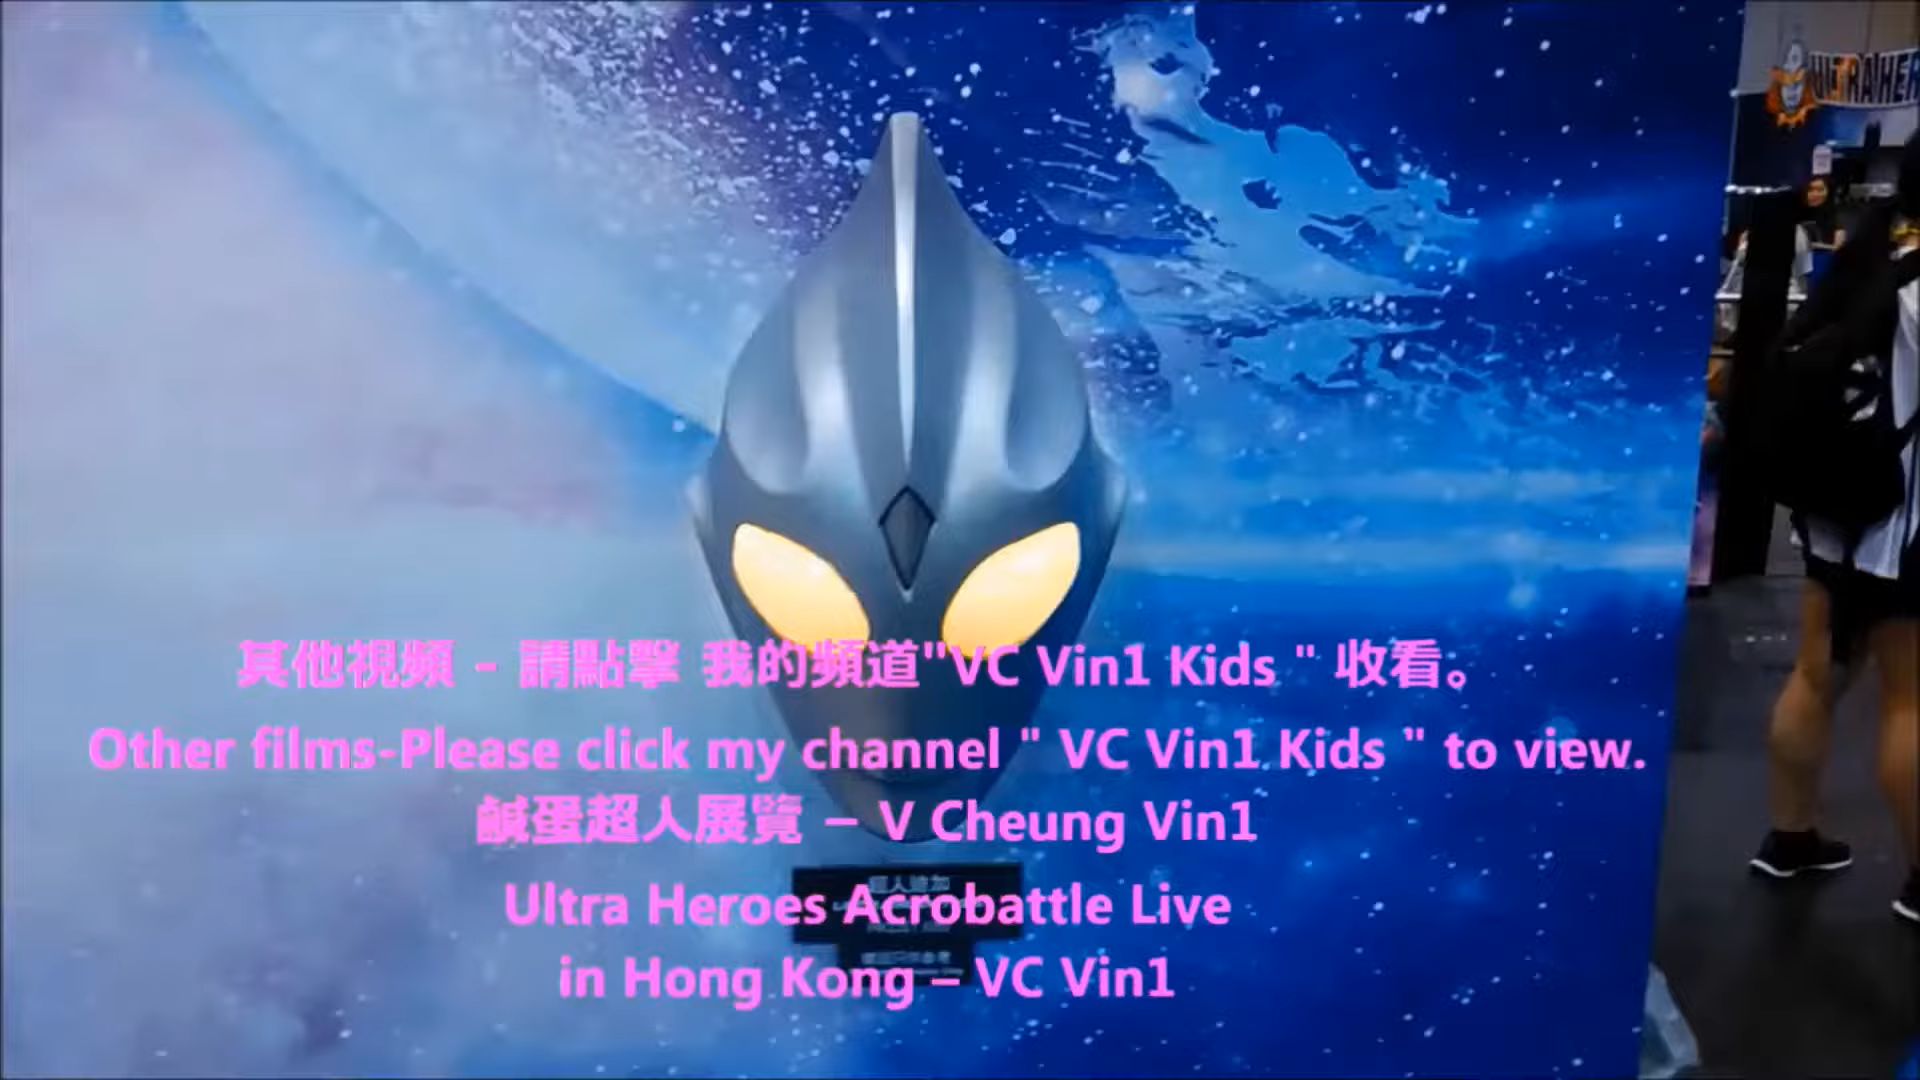 ULTRAHER
其他視頻 - 請點擊 我的頻道"VC Vin1 Kids " 收看。
Other films-Please click my channel " VC Vin1 Kids " to view.
鹹蛋超人展覽 – V Cheung Vin1
Ultra Heroes Acrobattle Live
in Hong Kong – VC Vin1